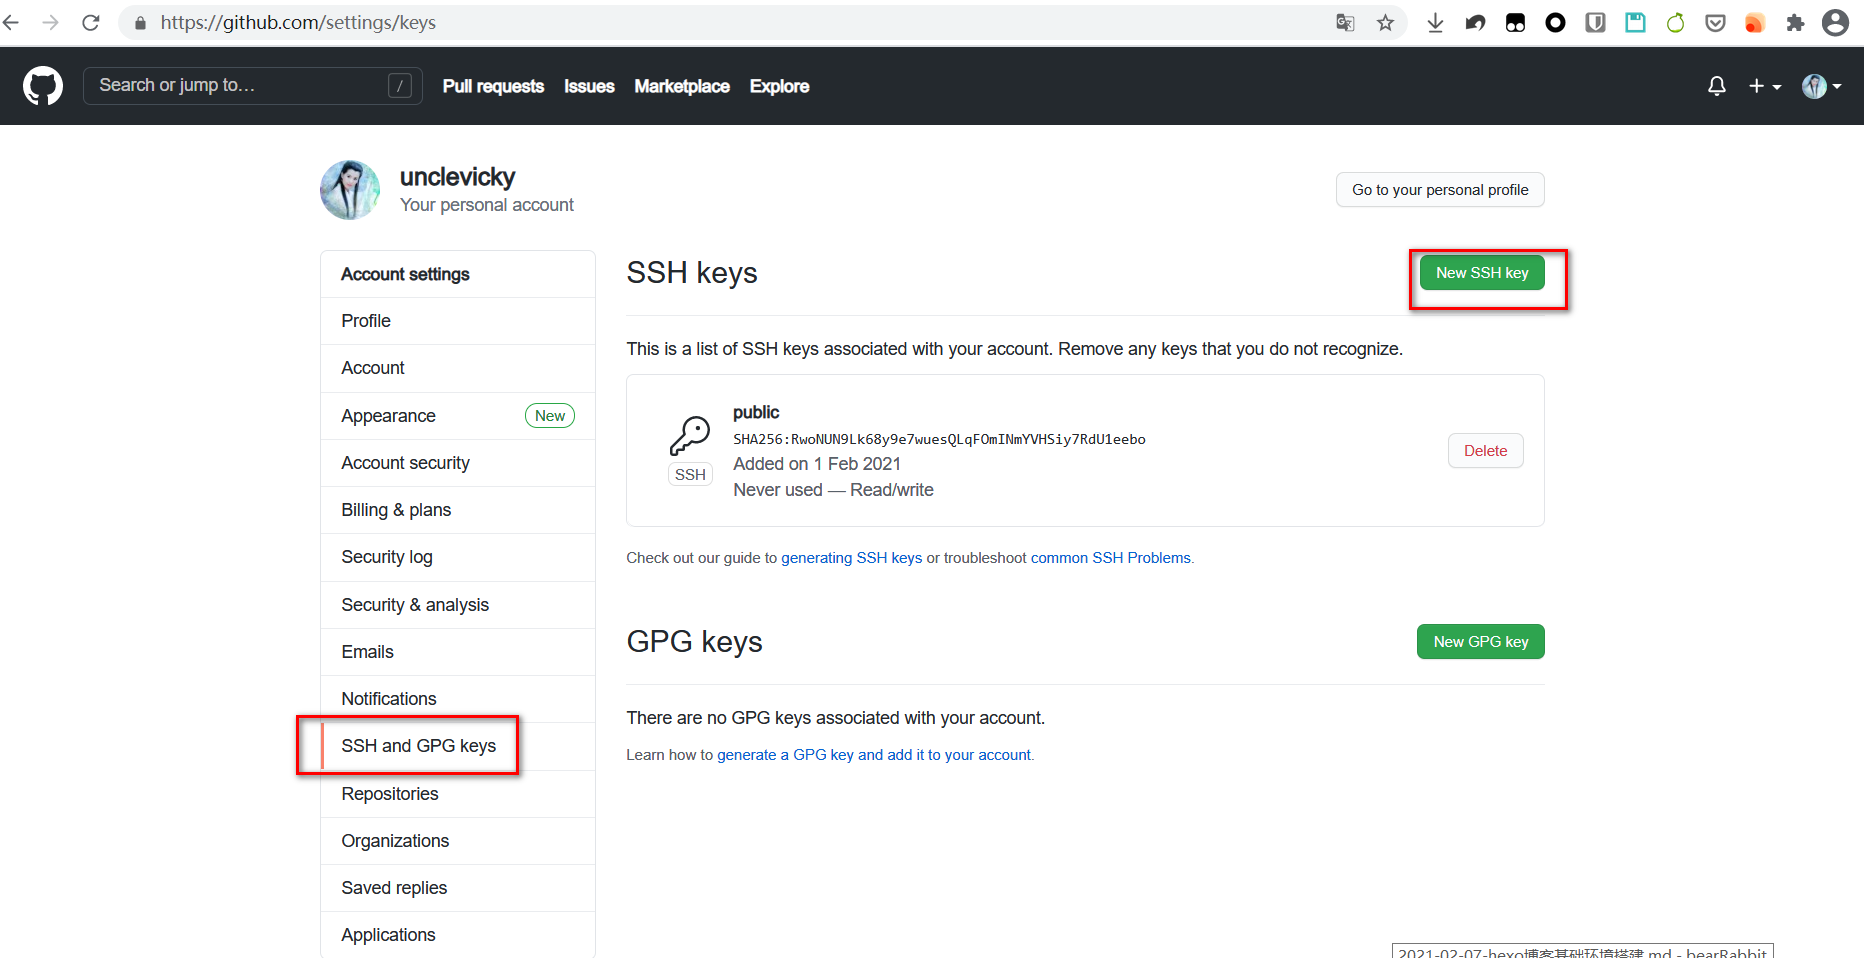 https://github.com/settings/keys
Search or jump to…
/
Pull requests
Issues
Marketplace
Explore
unclevicky
Your personal account
Go to your personal profile
Account settings
Profile
Account
Appearance
New
Account security
Billing & plans
Security log
Security & analysis
Emails
Notifications
SSH and GPG keys
Repositories
Organizations
Saved replies
Applications
SSH keys
New SSH key
This is a list of SSH keys associated with your account. Remove any keys that you do not recognize.
SSH
public
SHA256:RwoNUN9Lk68y9e7wuesQLqFOmINmYVHSiy7RdU1eebo
Added on 1 Feb 2021
Never used — Read/write
Delete
Check out our guide to generating SSH keys or troubleshoot common SSH Problems.
GPG keys
New GPG key
There are no GPG keys associated with your account.
Learn how to generate a GPG key and add it to your account.
2021-02-07-hexo博客基础环境搭建.md - bearRabbit